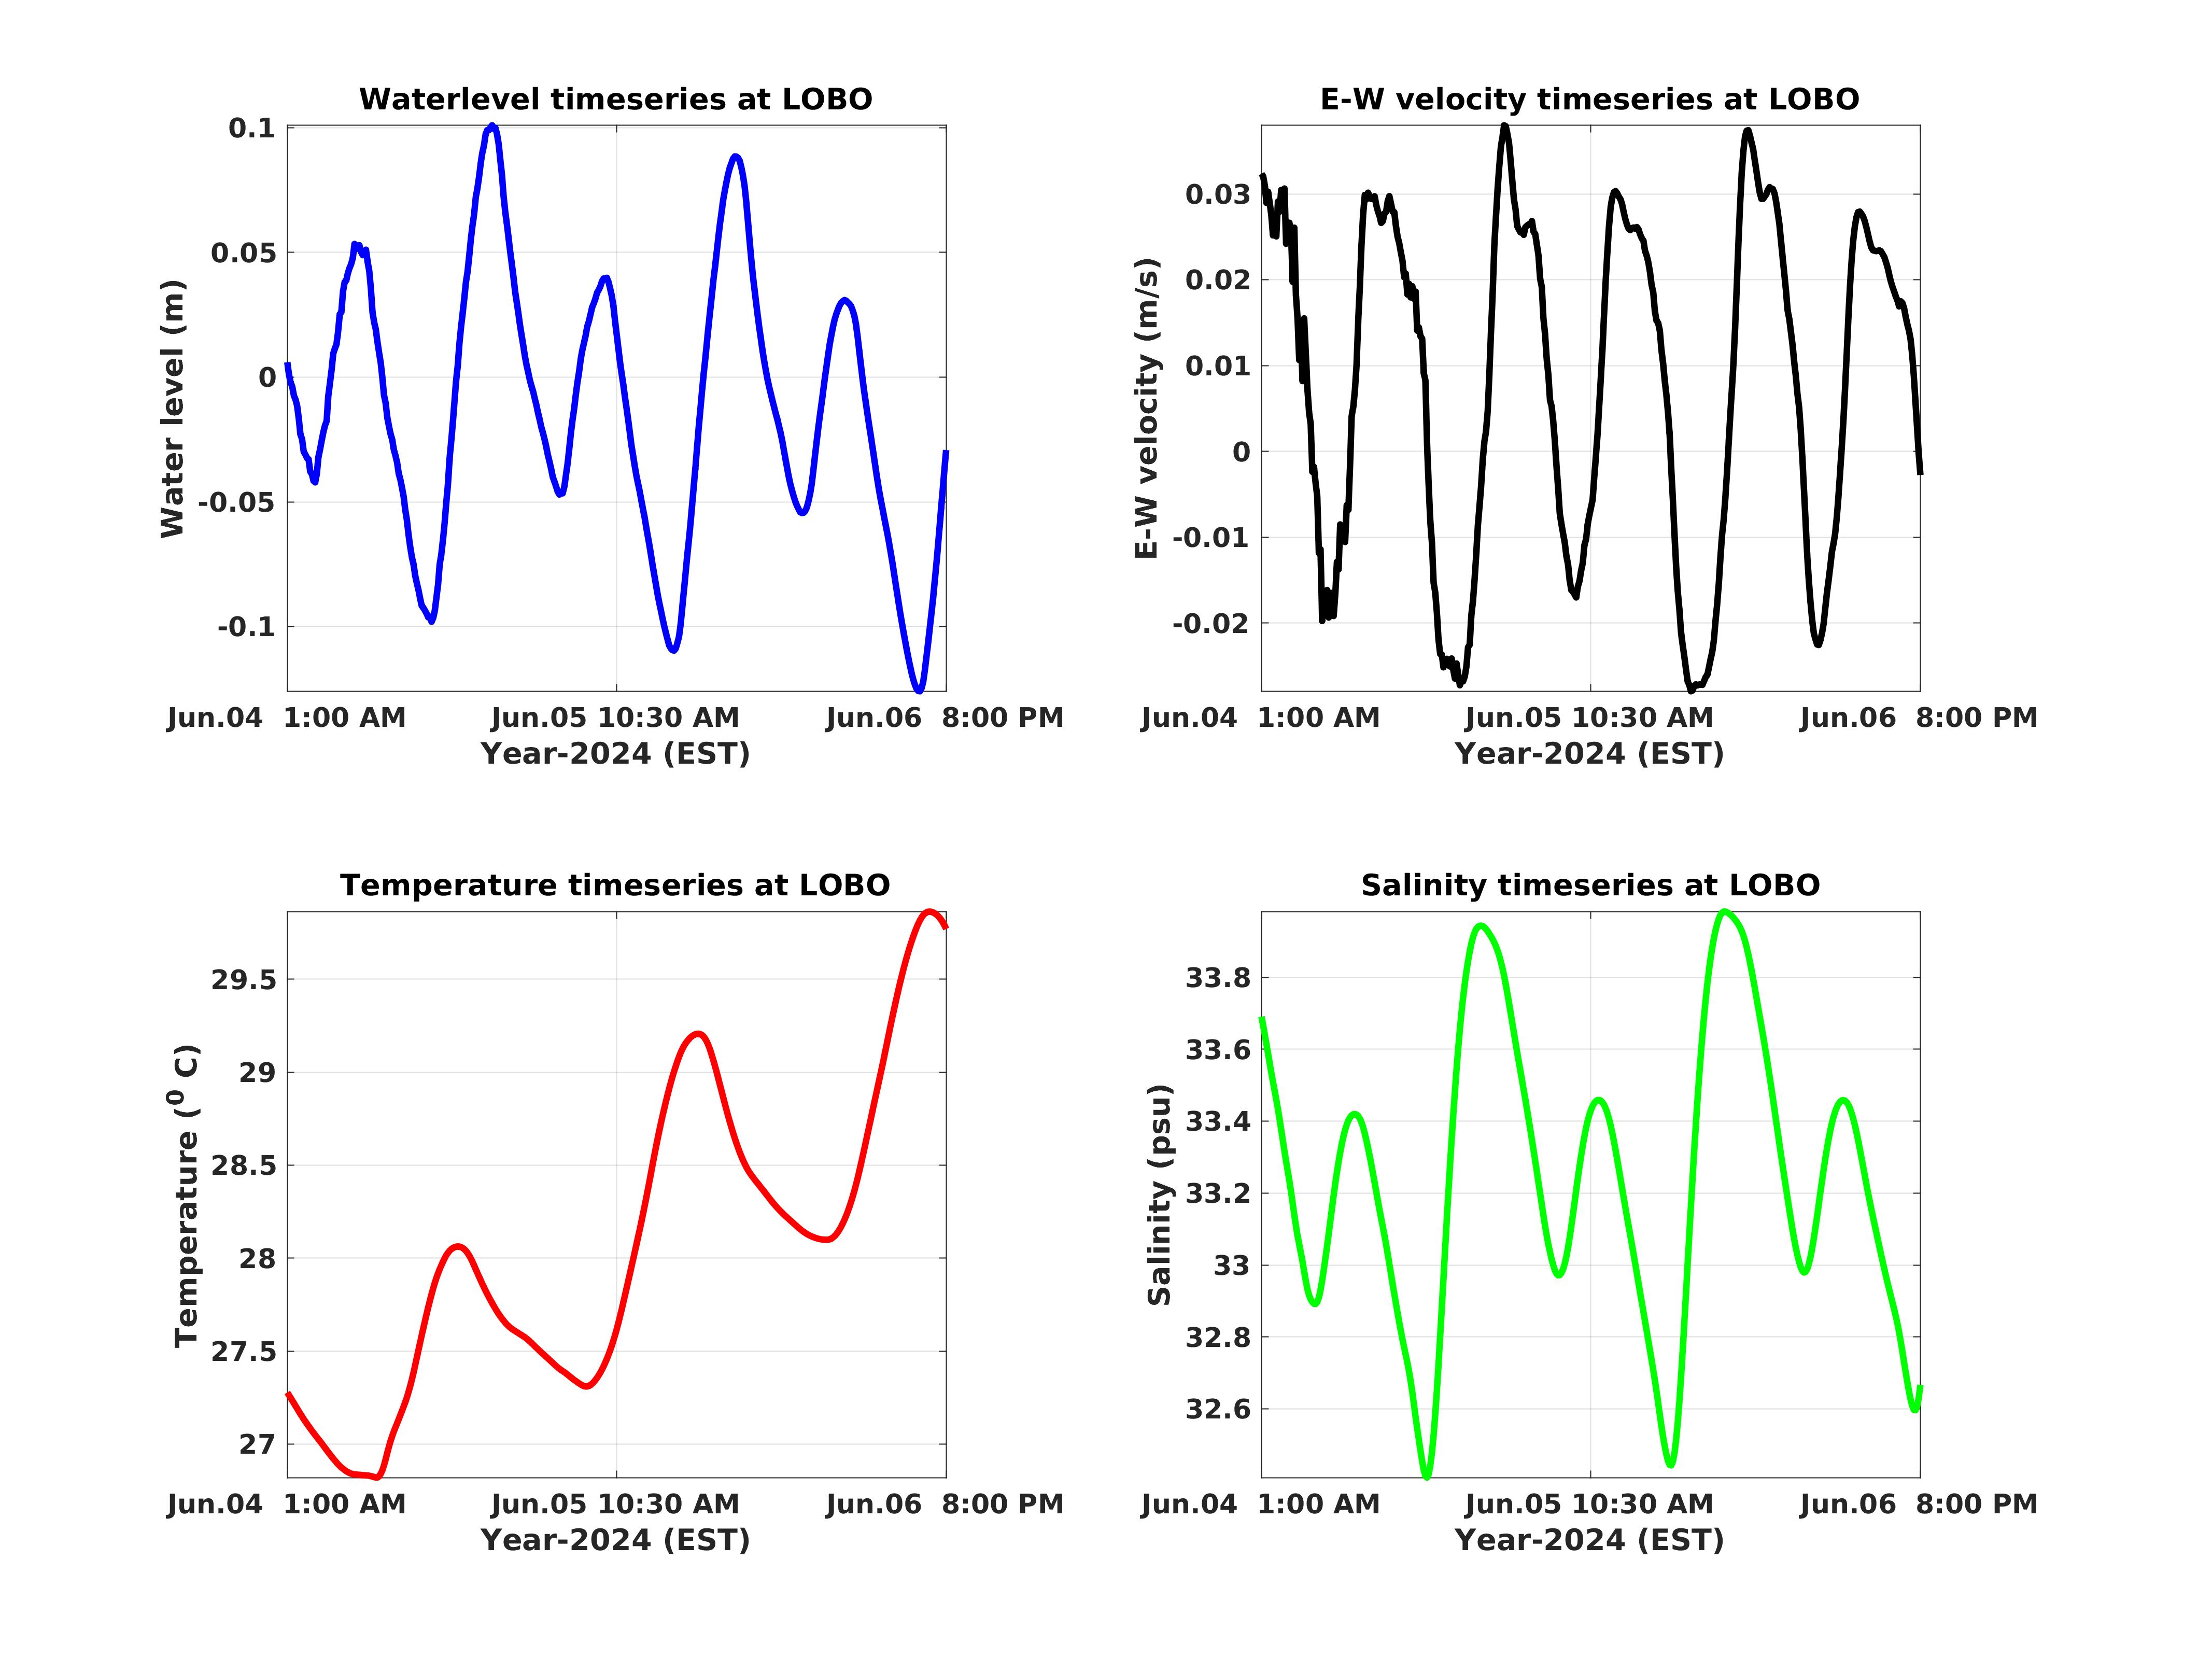 Waterlevel timeseries at LOBO
0.1
0.05
0
-0.05
-0.1
Water level (m)
Jun.04 1:00 AM Jun.05 10:30 AM Jun.06 8:00 PM
Year-2024 (EST)
E-W velocity timeseries at LOBO
0.03
0.02
0.01
0
-0.01
-0.02
E-W velocity (m/s)
Jun.04 1:00 AM Jun.05 10:30 AM Jun.06 8:00 PM
Year-2024 (EST)
Temperature timeseries at LOBO
29.5
29
28.5
28
27.5
27
Temperature (⁰ C)
Jun.04 1:00 AM Jun.05 10:30 AM Jun.06 8:00 PM
Year-2024 (EST)
Salinity timeseries at LOBO
33.8
33.6
33.4
33.2
33
32.8
32.6
Salinity (psu)
Jun.04 1:00 AM Jun.05 10:30 AM Jun.06 8:00 PM
Year-2024 (EST)